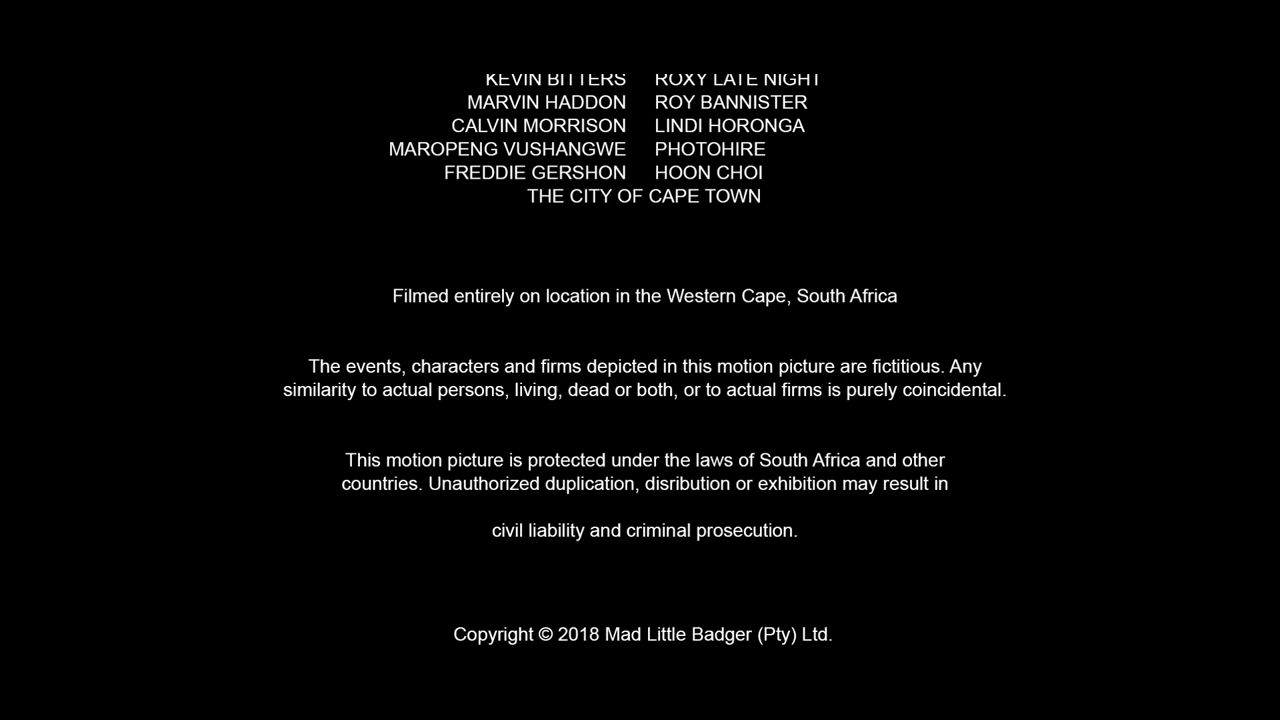 KEVIN BITTERS ROXY LATE NIGHT
MARVIN HADDON ROY BANNISTER
CALVIN MORRISON LINDI HORONGA
MAROPENG VUSHANGWE PHOTOHIRE
FREDDIE GERSHON HOON CHOI
THE CITY OF CAPE TOWN
Filmed entirely on location in the Western Cape, South Africa
The events, characters and firms depicted in this motion picture are fictitious. Any
similarity to actual persons, living, dead or both, or to actual firms is purely coincidental.
This motion picture is protected under the laws of South Africa and other
countries. Unauthorized duplication, disribution or exhibition may result in
civil liability and criminal prosecution.
Copyright © 2018 Mad Little Badger (Pty) Ltd.